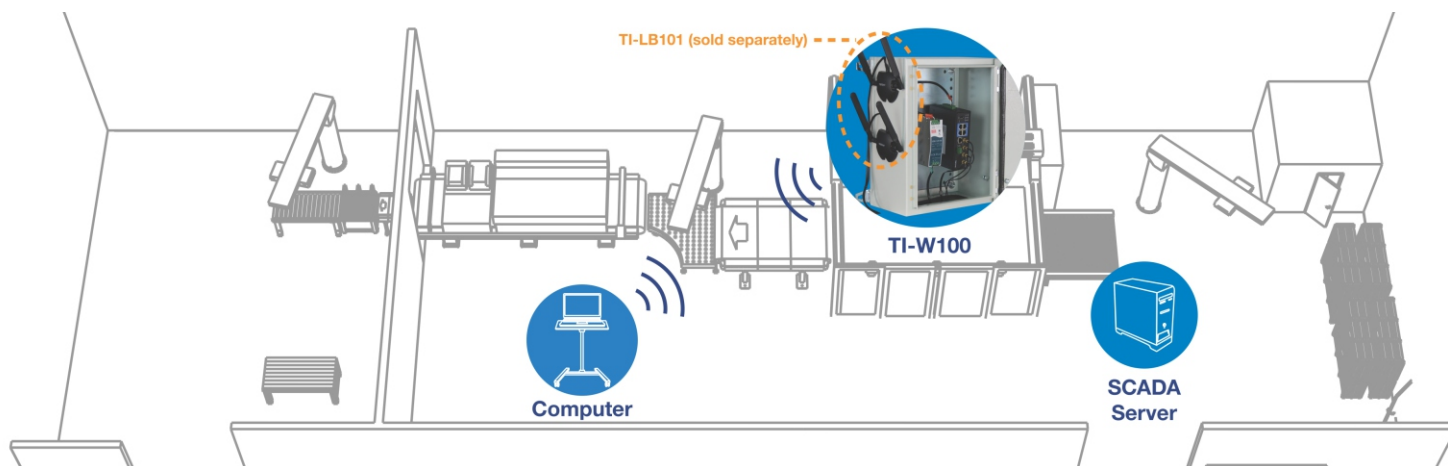 TI-LB101 (sold separately)
TI-W100
Computer
SCADA
Server